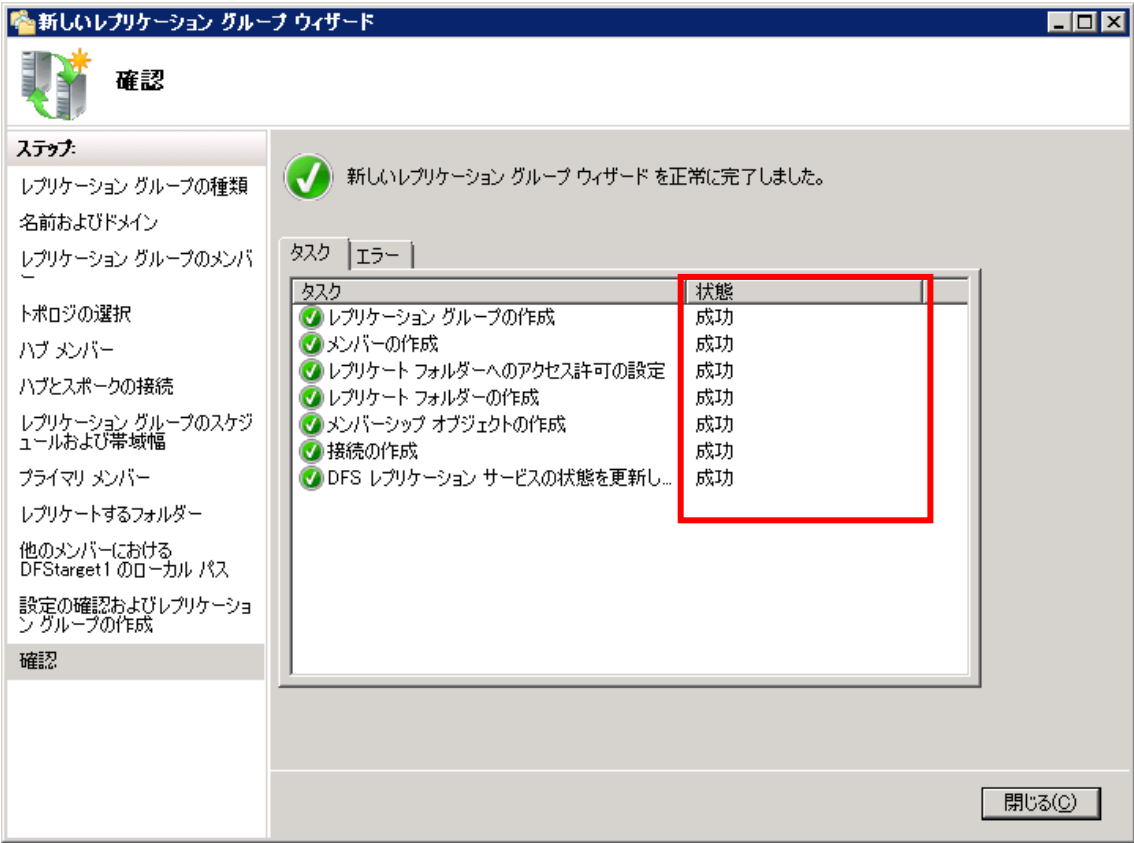 新しいレプリケーション グループ ウィザード
確認
ステップ:
レプリケーション グループの種類
名前およびドメイン
レプリケーション グループのメンバ
ー
トポロジの選択
ハブ メンバー
ハブとスポークの接続
レプリケーション グループのスケジ
ュールおよび帯域幅
プライマリ メンバー
レプリケートするフォルダー
他のメンバーにおける
DFStarget1 のローカル パス
設定の確認およびレプリケーショ
ン グループの作成
確認
新しいレプリケーション グループ ウィザード を正常に完了しました。
タスク エラー
タスク 状態
レプリケーション グループの作成 成功
メンバーの作成 成功
レプリケート フォルダーへのアクセス許可の設定 成功
レプリケート フォルダーの作成 成功
メンバーシップ オブジェクトの作成 成功
接続の作成 成功
DFS レプリケーション サービスの状態を更新し... 成功
閉じる(C)